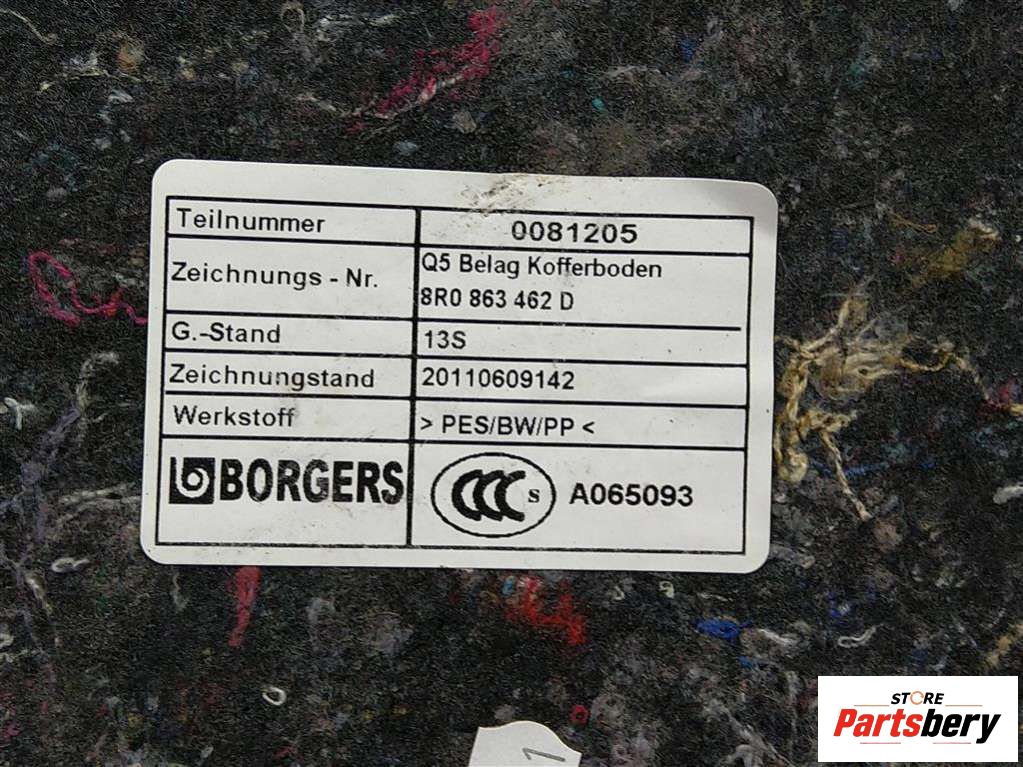 Teilnummer 0081205
Zeichnungs - Nr. Q5 Belag Kofferboden
8R0 863 462 D
G.-Stand 13S
Zeichnungstand 20110609142
Werkstoff > PES/BW/PP <
BORGERS CCC S A065093
1
STORE
Partsbery